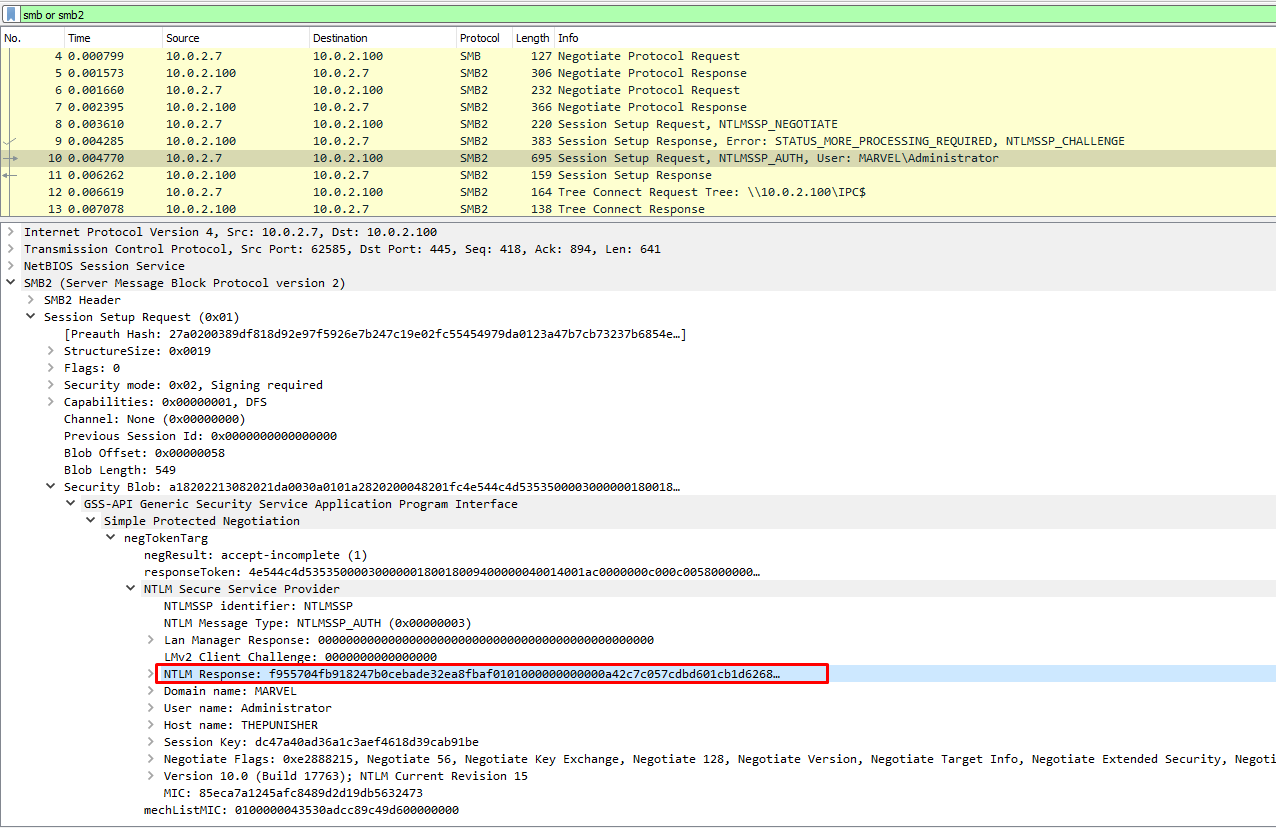 smb or smb2
No. Time Source Destination Protocol Length Info
4 0.000799 10.0.2.7 10.0.2.100 SMB 127 Negotiate Protocol Request
5 0.001573 10.0.2.100 10.0.2.7 SMB2 306 Negotiate Protocol Response
6 0.001660 10.0.2.7 10.0.2.100 SMB2 232 Negotiate Protocol Request
7 0.002395 10.0.2.100 10.0.2.7 SMB2 366 Negotiate Protocol Response
8 0.003610 10.0.2.7 10.0.2.100 SMB2 220 Session Setup Request, NTLMSSP_NEGOTIATE
9 0.004285 10.0.2.100 10.0.2.7 SMB2 383 Session Setup Response, Error: STATUS_MORE_PROCESSING_REQUIRED, NTLMSSP_CHALLENGE
10 0.004770 10.0.2.7 10.0.2.100 SMB2 695 Session Setup Request, NTLMSSP_AUTH, User: MARVEL\Administrator
11 0.006262 10.0.2.100 10.0.2.7 SMB2 159 Session Setup Response
12 0.006619 10.0.2.7 10.0.2.100 SMB2 164 Tree Connect Request Tree: \\10.0.2.100\IPC$
13 0.007078 10.0.2.100 10.0.2.7 SMB2 138 Tree Connect Response
Internet Protocol Version 4, Src: 10.0.2.7, Dst: 10.0.2.100
Transmission Control Protocol, Src Port: 62585, Dst Port: 445, Seq: 418, Ack: 894, Len: 641
NetBIOS Session Service
SMB2 (Server Message Block Protocol version 2)
SMB2 Header
Session Setup Request (0x01)
[Preauth Hash: 27a0200389df818d92e97f5926e7b247c19e02fc55454979da0123a47b7cb73237b6854e…]
StructureSize: 0x0019
Flags: 0
Security mode: 0x02, Signing required
Capabilities: 0x00000001, DFS
Channel: None (0x00000000)
Previous Session Id: 0x0000000000000000
Blob Offset: 0x00000058
Blob Length: 549
Security Blob: a18202213082021da0030a0101a2820200048201fc4e544c4d5353500003000000180018…
GSS-API Generic Security Service Application Program Interface
Simple Protected Negotiation
negTokenTarg
negResult: accept-incomplete (1)
responseToken: 4e544c4d53535000030000001800180094000000400140​01ac0000000c000c0058000000…
NTLM Secure Service Provider
NTLMSSP identifier: NTLMSSP
NTLM Message Type: NTLMSSP_AUTH (0x00000003)
Lan Manager Response: 000000000000000000000000000000000000000000000000
LMv2 Client Challenge: 0000000000000000
NTLM Response: f955704fb918247b0cebade32ea8fbaf0101000000000000a42c7c057cdbd601cb1d6268…
Domain name: MARVEL
User name: Administrator
Host name: THEPUNISHER
Session Key: dc47a40ad36a1c3aef4618d39cab91be
Negotiate Flags: 0xe2888215, Negotiate 56, Negotiate Key Exchange, Negotiate 128, Negotiate Version, Negotiate Target Info, Negotiate Extended Security, Negoti
Version 10.0 (Build 17763); NTLM Current Revision 15
MIC: 85eca7a1245afc8489d2d19db5632473
mechListMIC: 0100000043530adcc89c49d600000000